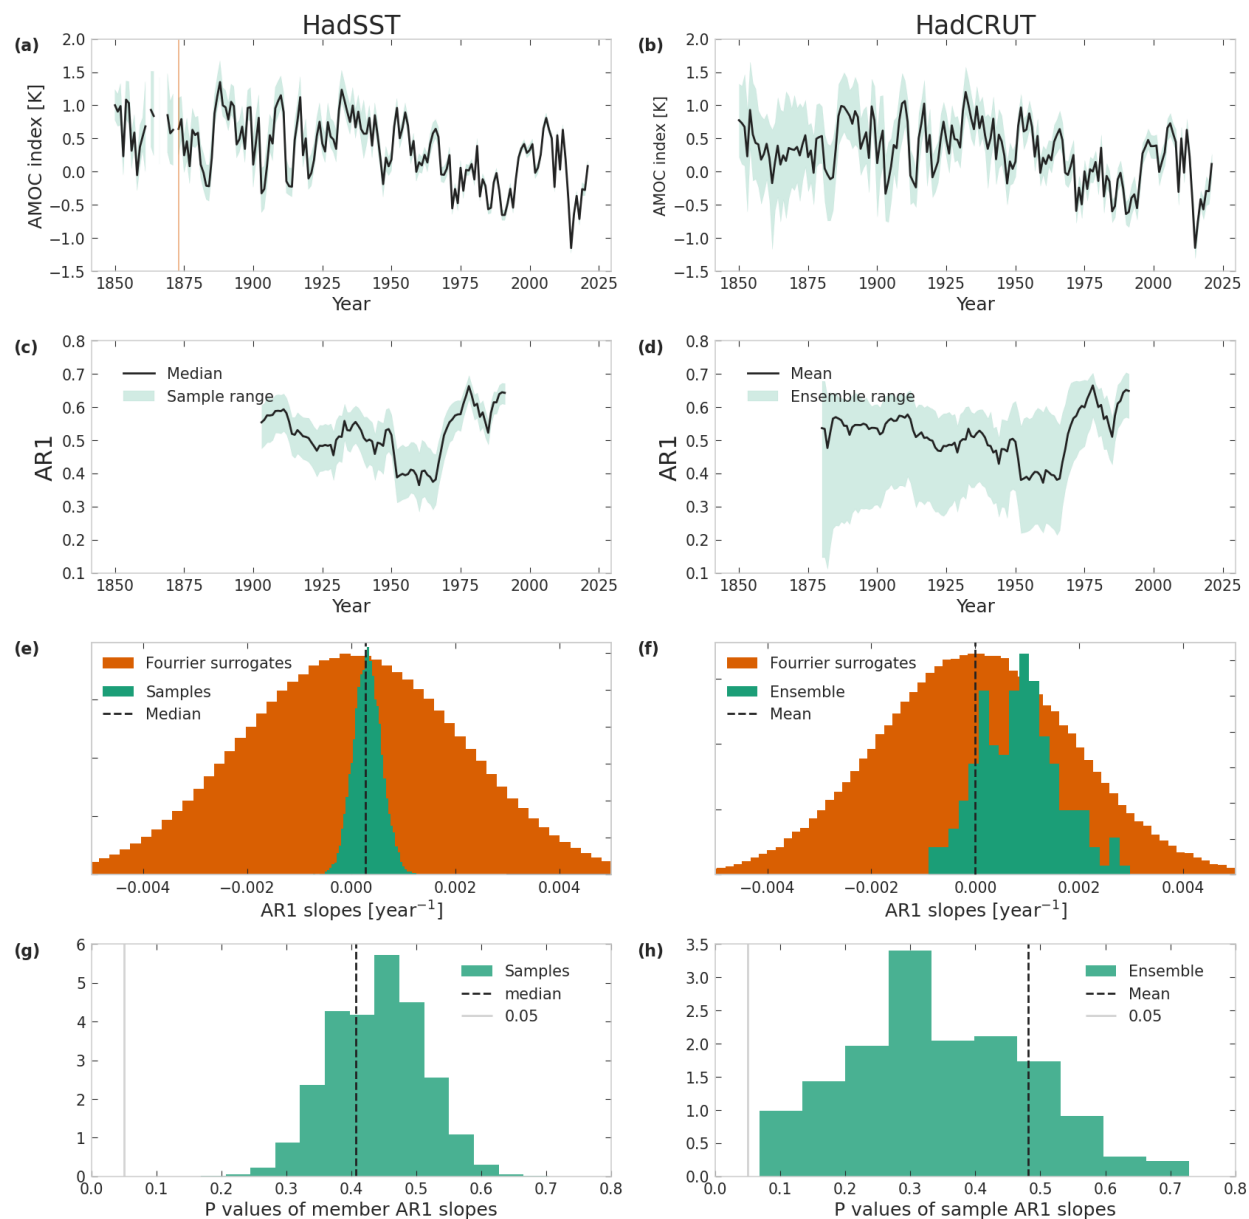 HadSST
HadCRUT
(a)
2.0
1.5
1.0
0.5
0.0
−0.5
−1.0
−1.5
AMOC index [K]
1850 1875 1900 1925 1950 1975 2000 2025
Year
(b)
2.0
1.5
1.0
0.5
0.0
−0.5
−1.0
−1.5
AMOC index [K]
1850 1875 1900 1925 1950 1975 2000 2025
Year
(c)
0.8
0.7
0.6
0.5
0.4
0.3
0.2
0.1
AR1
Median
Sample range
1850 1875 1900 1925 1950 1975 2000 2025
Year
(d)
0.8
0.7
0.6
0.5
0.4
0.3
0.2
0.1
AR1
Mean
Ensemble range
1850 1875 1900 1925 1950 1975 2000 2025
Year
(e)
Fourrier surrogates
Samples
Median
−0.004 −0.002 0.000 0.002 0.004
AR1 slopes [year⁻¹]
(f)
Fourrier surrogates
Ensemble
Mean
−0.004 −0.002 0.000 0.002 0.004
AR1 slopes [year⁻¹]
(g)
6
5
4
3
2
1
0
Samples
median
0.05
0.0 0.1 0.2 0.3 0.4 0.5 0.6 0.7 0.8
P values of member AR1 slopes
(h)
3.5
3.0
2.5
2.0
1.5
1.0
0.5
0.0
Ensemble
Mean
0.05
0.0 0.1 0.2 0.3 0.4 0.5 0.6 0.7 0.8
P values of sample AR1 slopes